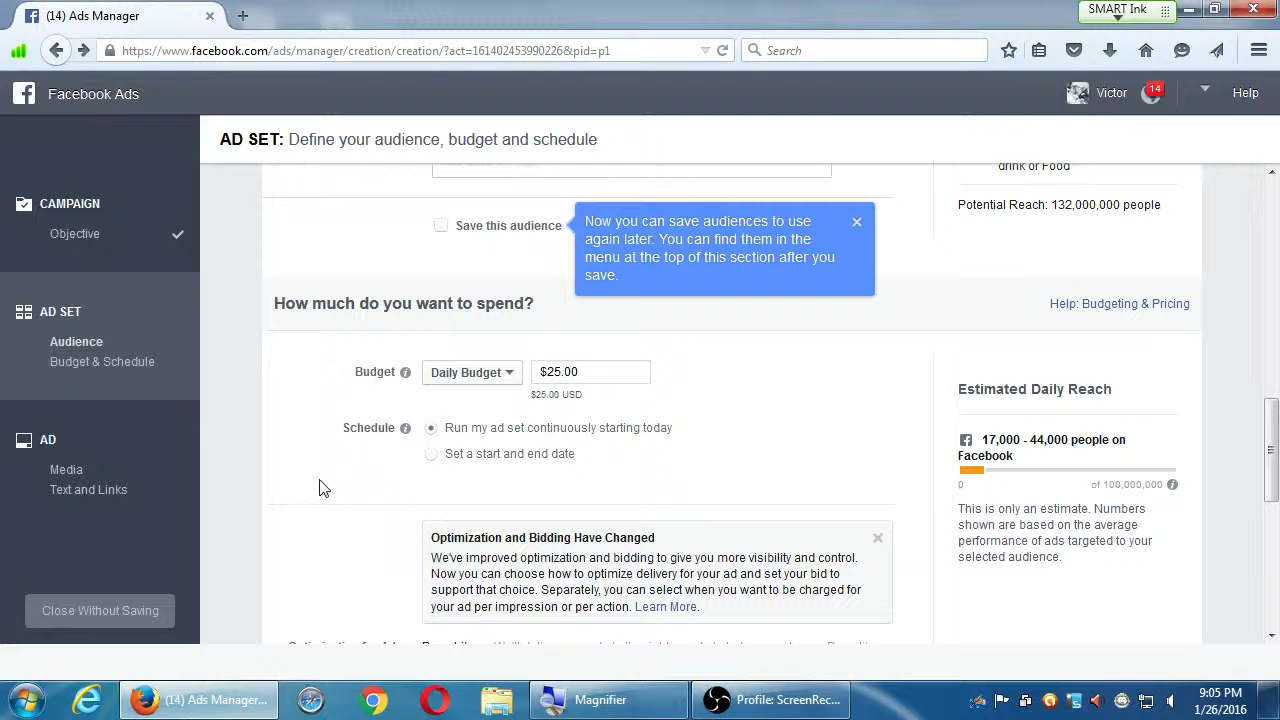 (14) Ads Manager
SMART Ink
https://www.facebook.com/ads/manager/creation/creation/?act=161402453990226&pid=p1
Search
Facebook Ads
Victor
14
Help
AD SET: Define your audience, budget and schedule
CAMPAIGN
Objective
AD SET
Audience
Budget & Schedule
AD
Media
Text and Links
Close Without Saving
drink or Food
Potential Reach: 132,000,000 people
Save this audience
Now you can save audiences to use
again later. You can find them in the
menu at the top of this section after you
save.
How much do you want to spend?
Help: Budgeting & Pricing
Budget
Daily Budget
$25.00
$25.00 USD
Schedule
Run my ad set continuously starting today
Set a start and end date
Estimated Daily Reach
17,000 - 44,000 people on
Facebook
0
of 100,000,000
This is only an estimate. Numbers
shown are based on the average
performance of ads targeted to your
selected audience.
Optimization and Bidding Have Changed
We've improved optimization and bidding to give you more visibility and control.
Now you can choose how to optimize delivery for your ad and set your bid to
support that choice. Separately, you can select when you want to be charged for
your ad per impression or per action. Learn More.
(14) Ads Manager...
Magnifier
Profile: ScreenRec...
9:05 PM
1/26/2016